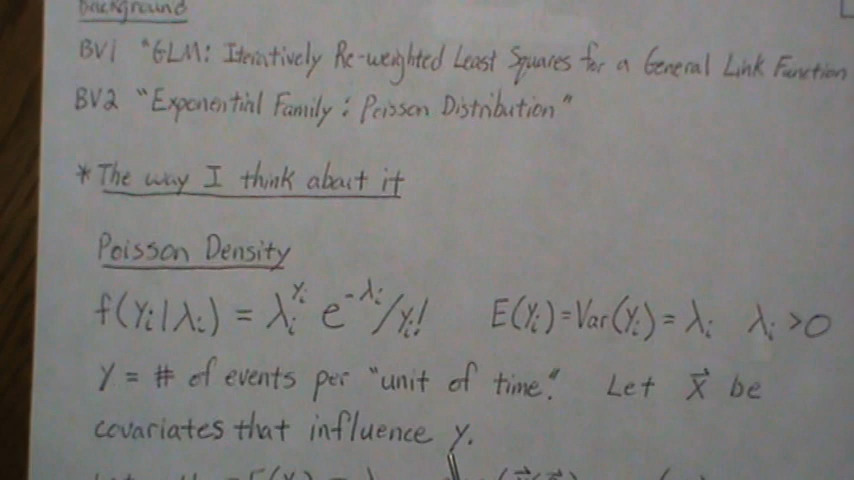 Background
BV1 "GLM: Iteratively Re-weighted Least Squares for a General Link Function
BV2 "Exponential Family: Poisson Distribution"
* The way I think about it
Poisson Density
f(Yi|λi) = λi^Yi e^-λi/Yi! E(Yi)=Var(Yi)=λi λi>0
Y = # of events per "unit of time." Let X⃗ be
covariates that influence Y.